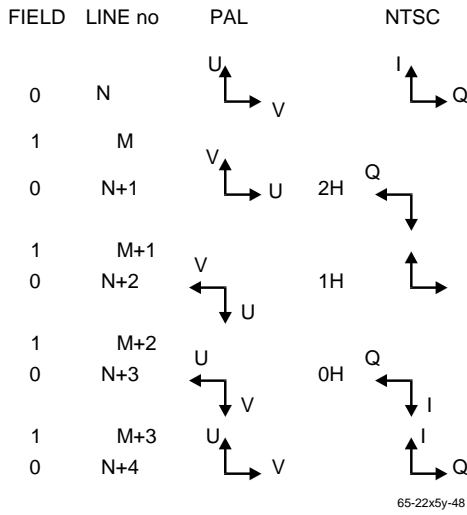 FIELD LINE no PAL NTSC
U I
0 N V Q
1 M
V Q
0 N+1 U 2H
1 M+1
V
0 N+2 1H
U
1 M+2
U Q
0 N+3 0H
V I
1 M+3 U I
0 N+4 V Q
65-22x5y-48